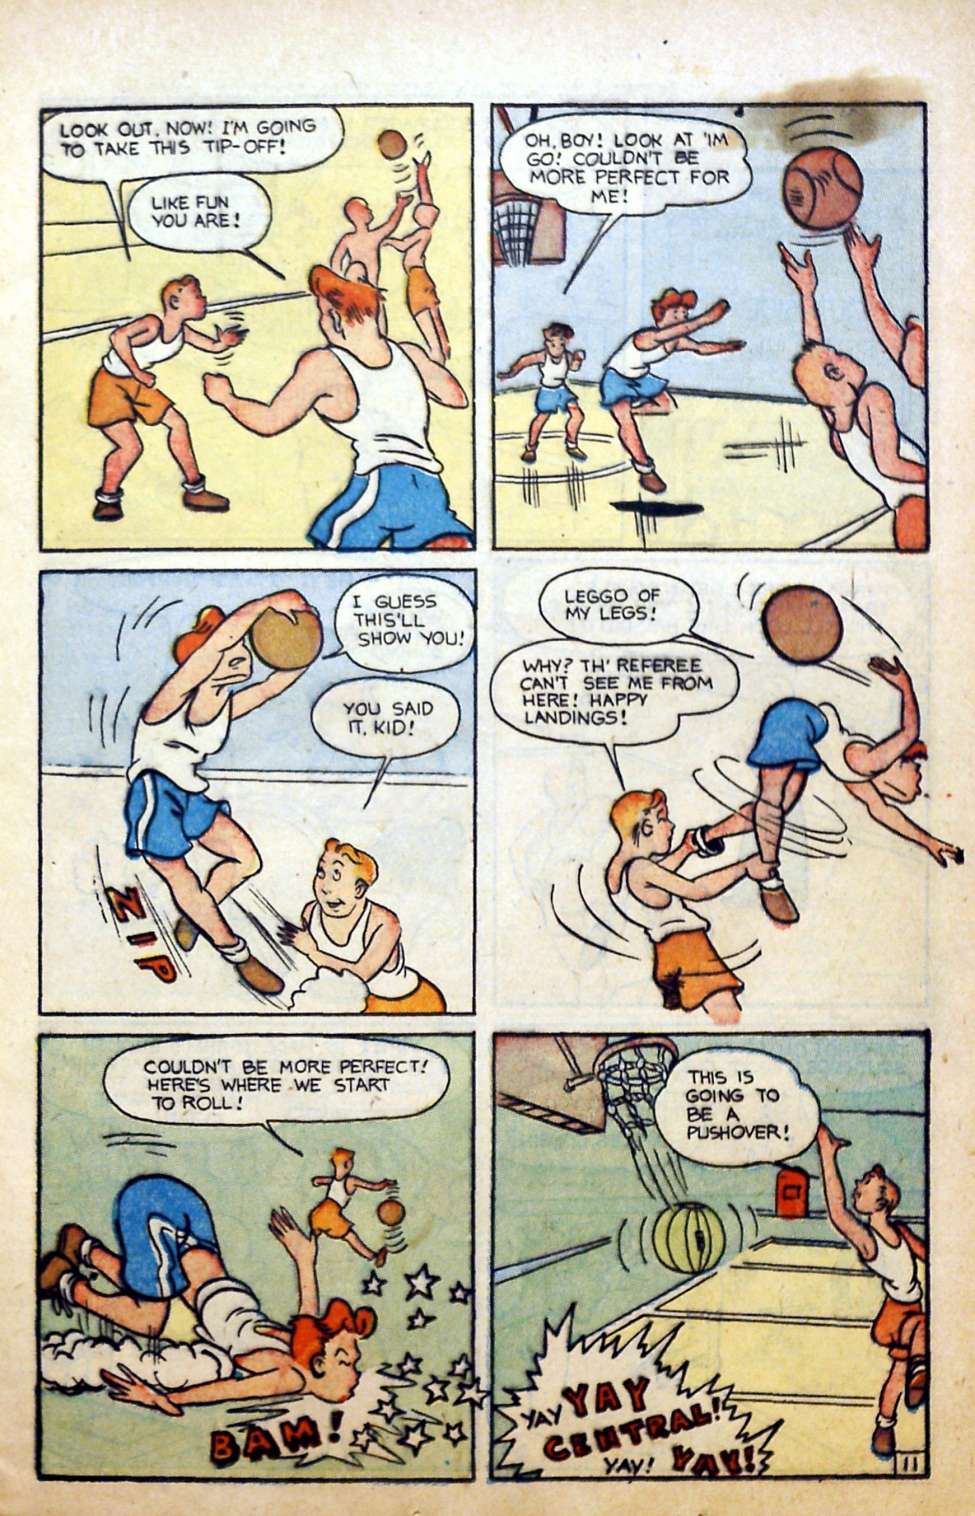 LOOK OUT, NOW! I'M GOING
TO TAKE THIS TIP-OFF!
LIKE FUN
YOU ARE!
OH, BOY! LOOK AT 'IM
GO! COULDN'T BE
MORE PERFECT FOR
ME!
I GUESS
THIS'LL
SHOW YOU!
YOU SAID
IT, KID!
ZIP
LEGGO OF
MY LEGS!
WHY? TH' REFEREE
CAN'T SEE ME FROM
HERE! HAPPY
LANDINGS!
COULDN'T BE MORE PERFECT!
HERE'S WHERE WE START
TO ROLL!
BAM!
THIS IS
GOING TO
BE A
PUSHOVER!
YAY YAY
CENTRAL!
YAY! YAY!
11